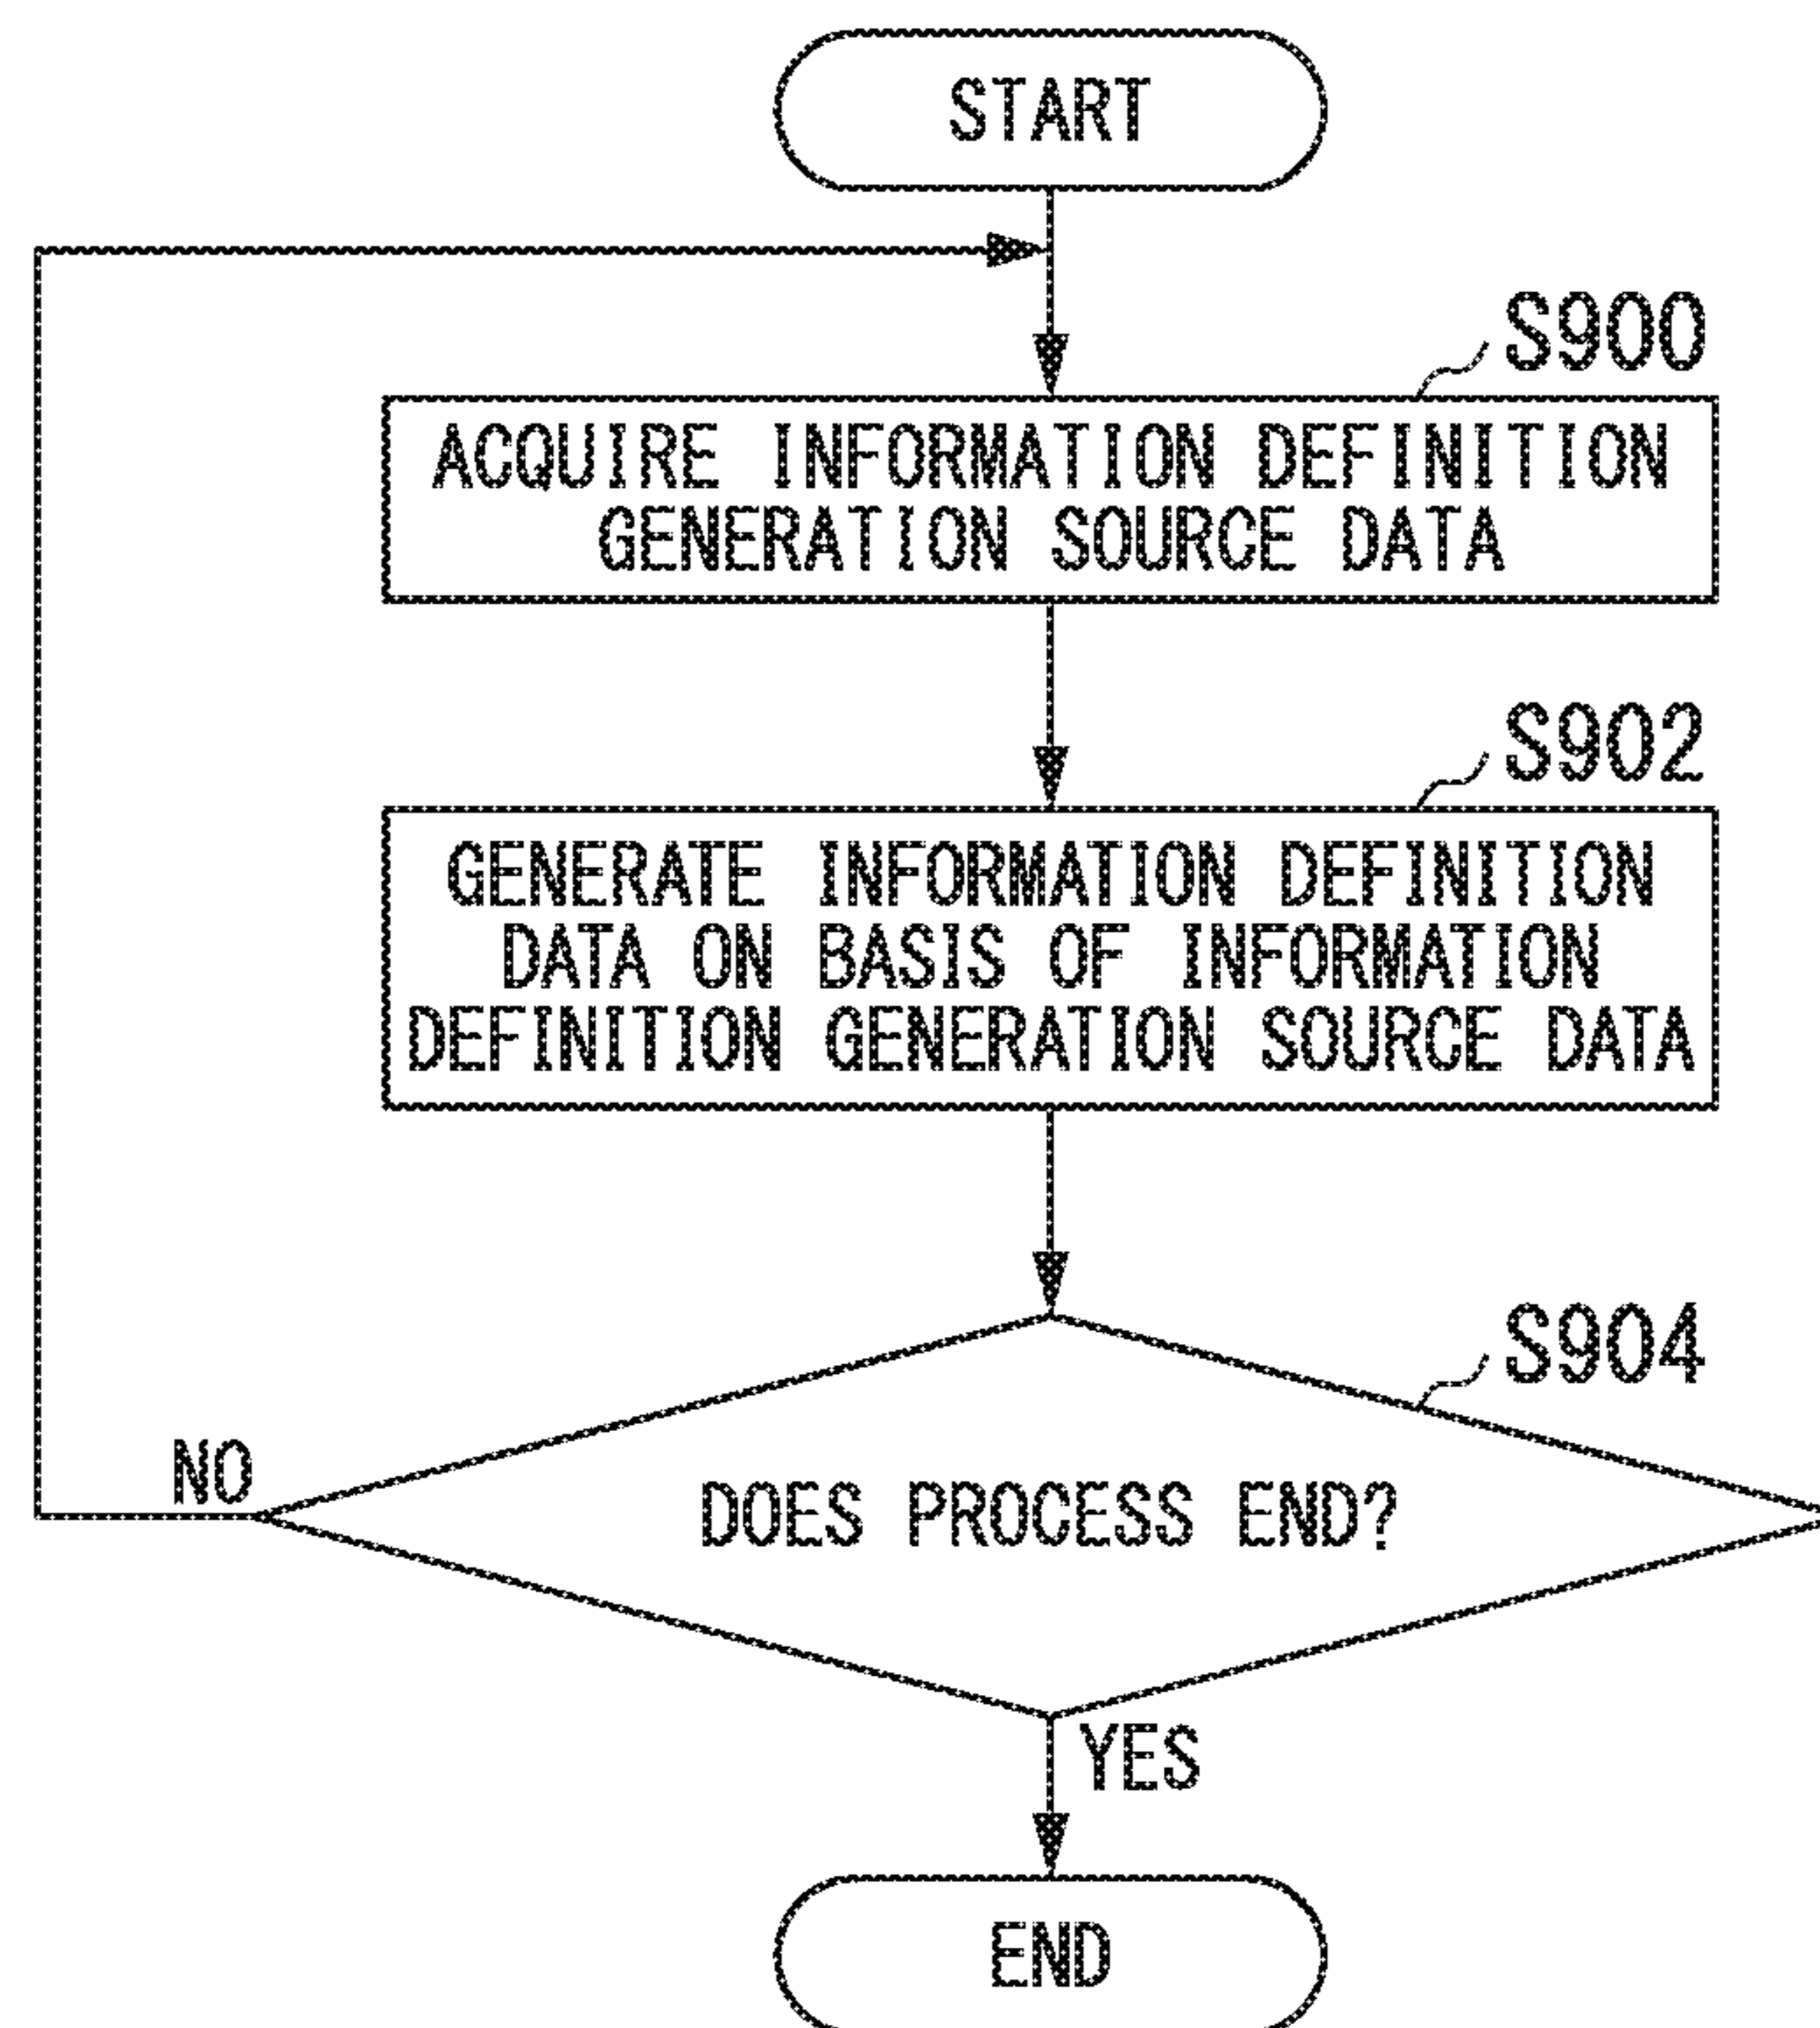 START
S900
ACQUIRE INFORMATION DEFINITION
GENERATION SOURCE DATA
S902
GENERATE INFORMATION DEFINITION
DATA ON BASIS OF INFORMATION
DEFINITION GENERATION SOURCE DATA
S904
NO
DOES PROCESS END?
YES
END